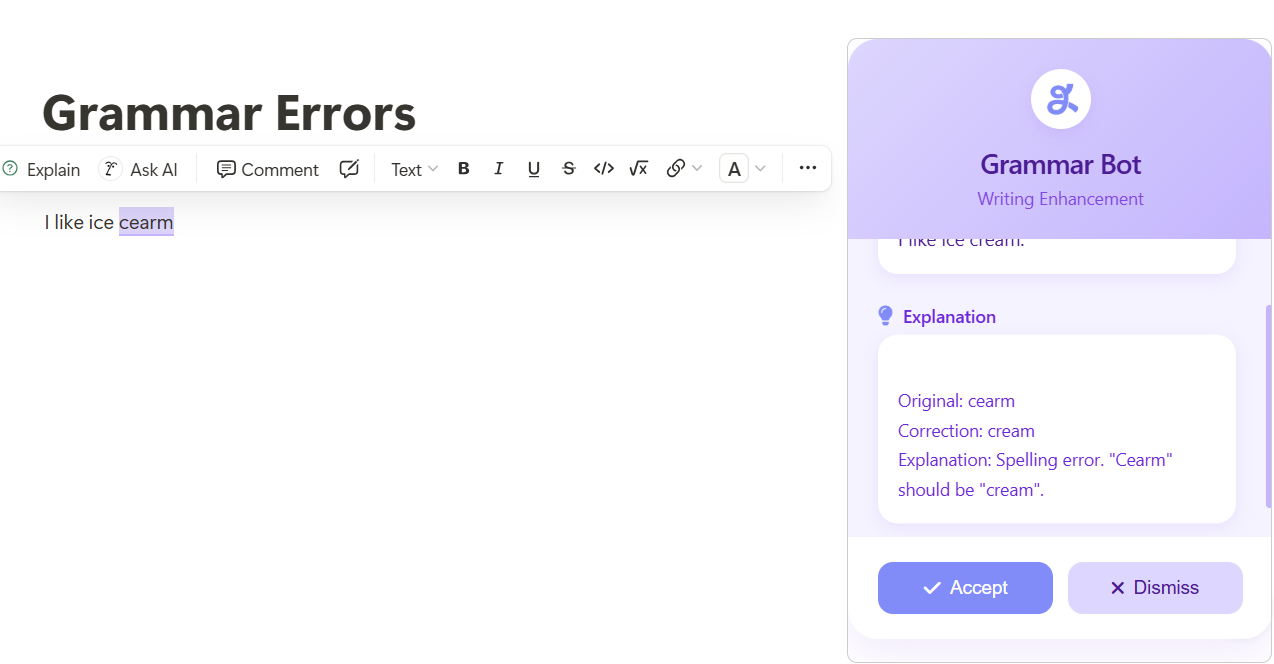 Grammar Errors
Explain Ask AI Comment Text B I U S </> √x A ...
I like ice cearm
Grammar Bot
Writing Enhancement
I like ice cream.
Explanation
Original: cearm
Correction: cream
Explanation: Spelling error. "Cearm"
should be "cream".
Accept
Dismiss